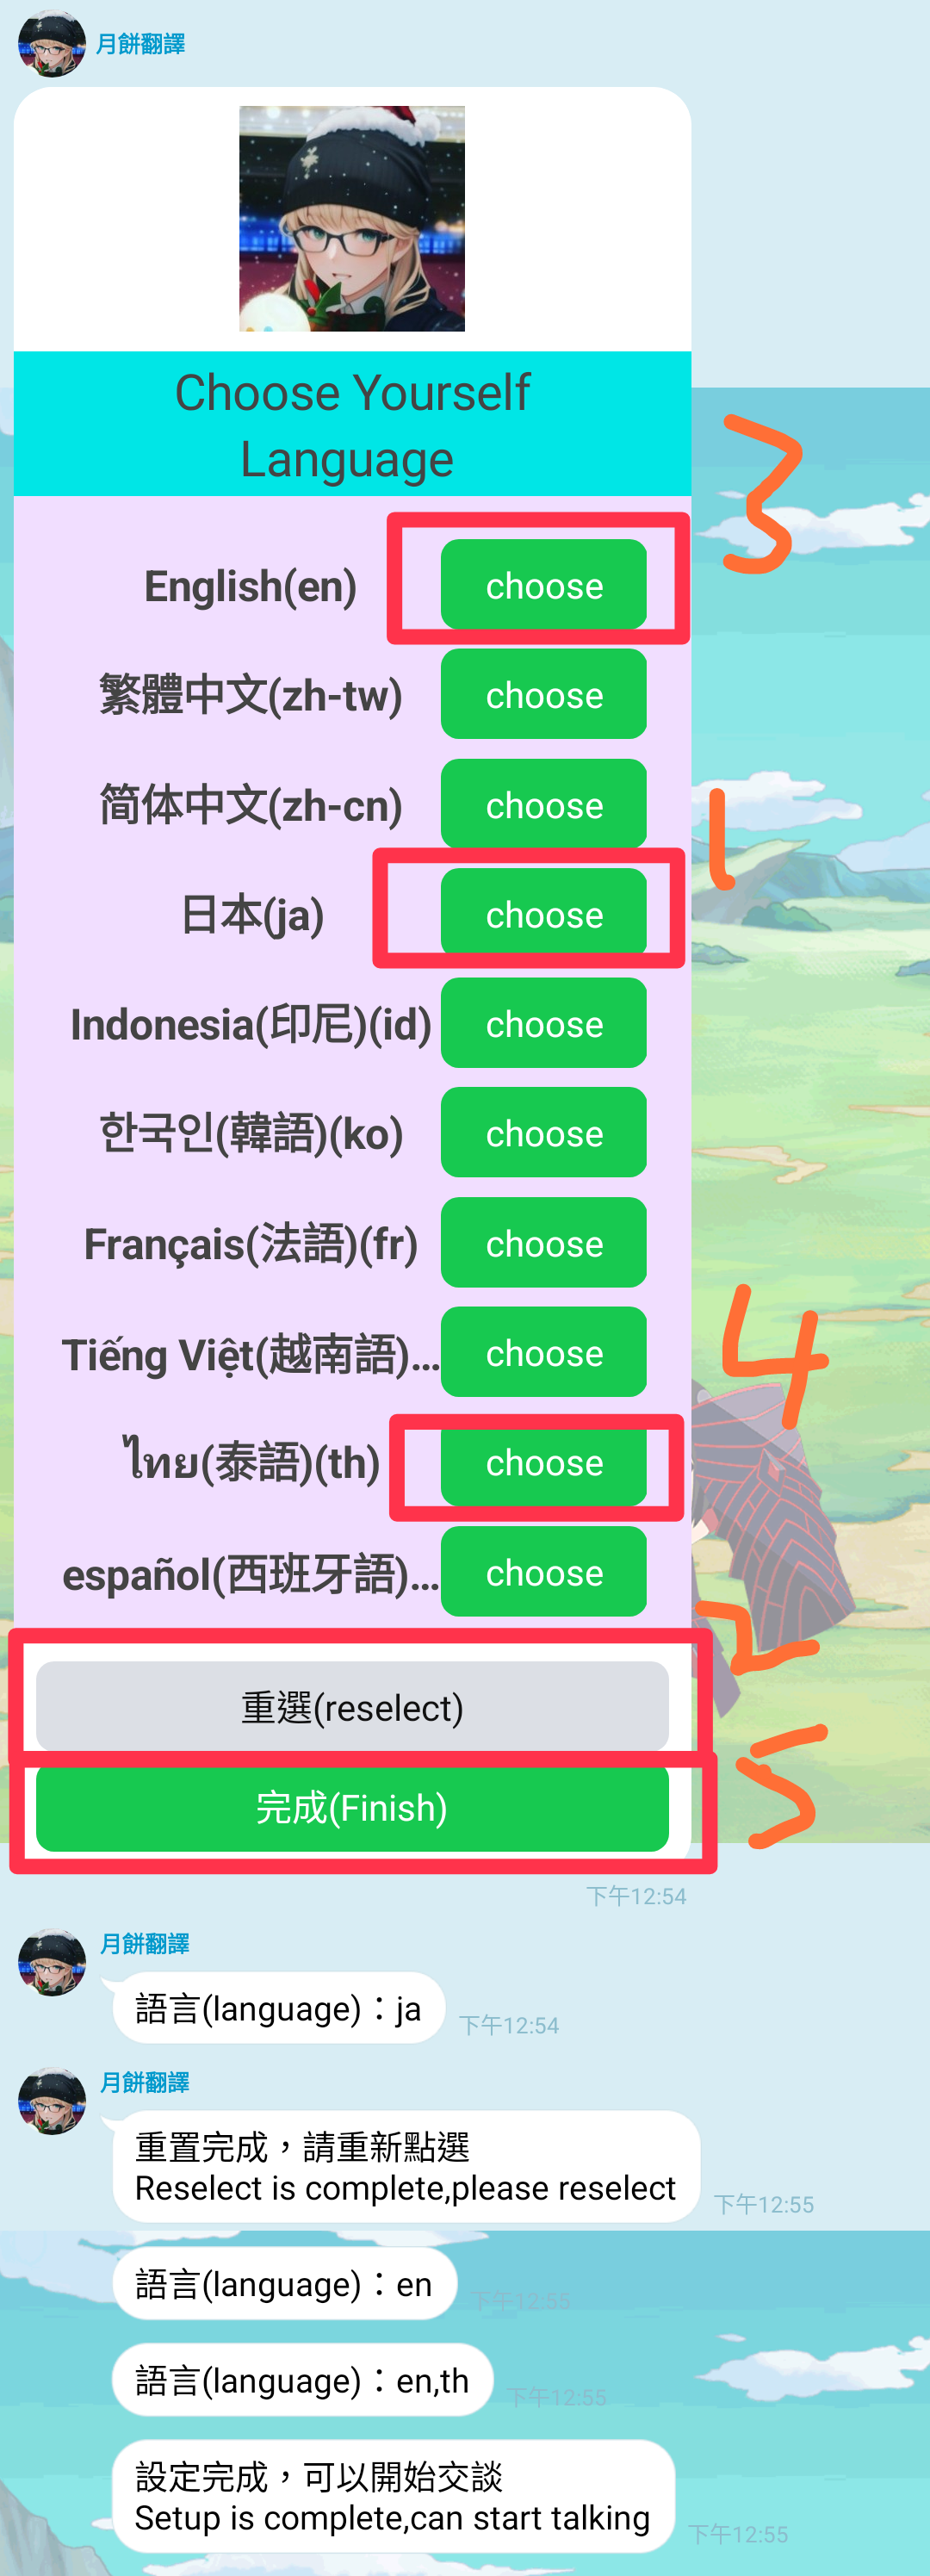 月餅翻譯
Choose Yourself
Language
English(en) choose
3
繁體中文(zh-tw) choose
简体中文(zh-cn) choose
1
日本(ja) choose
Indonesia(印尼)(id) choose
한국인(韓語)(ko) choose
Français(法語)(fr) choose
Tiếng Việt(越南語)... choose
4
ไทย(泰語)(th) choose
español(西班牙語)... choose
2
重選(reselect)
5
完成(Finish)
下午12:54
月餅翻譯
語言(language):ja 下午12:54
月餅翻譯
重置完成,請重新點選
Reselect is complete,please reselect 下午12:55
語言(language):en 下午12:55
語言(language):en,th 下午12:55
設定完成,可以開始交談
Setup is complete,can start talking 下午12:55